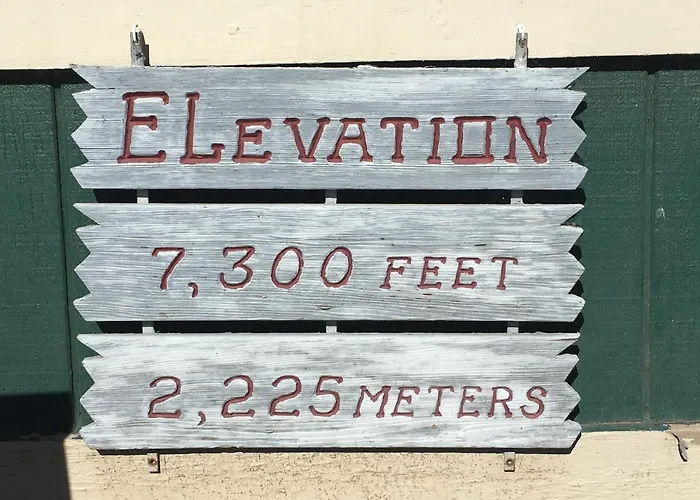 ELEVATION
7,300 FEET
2,225 METERS